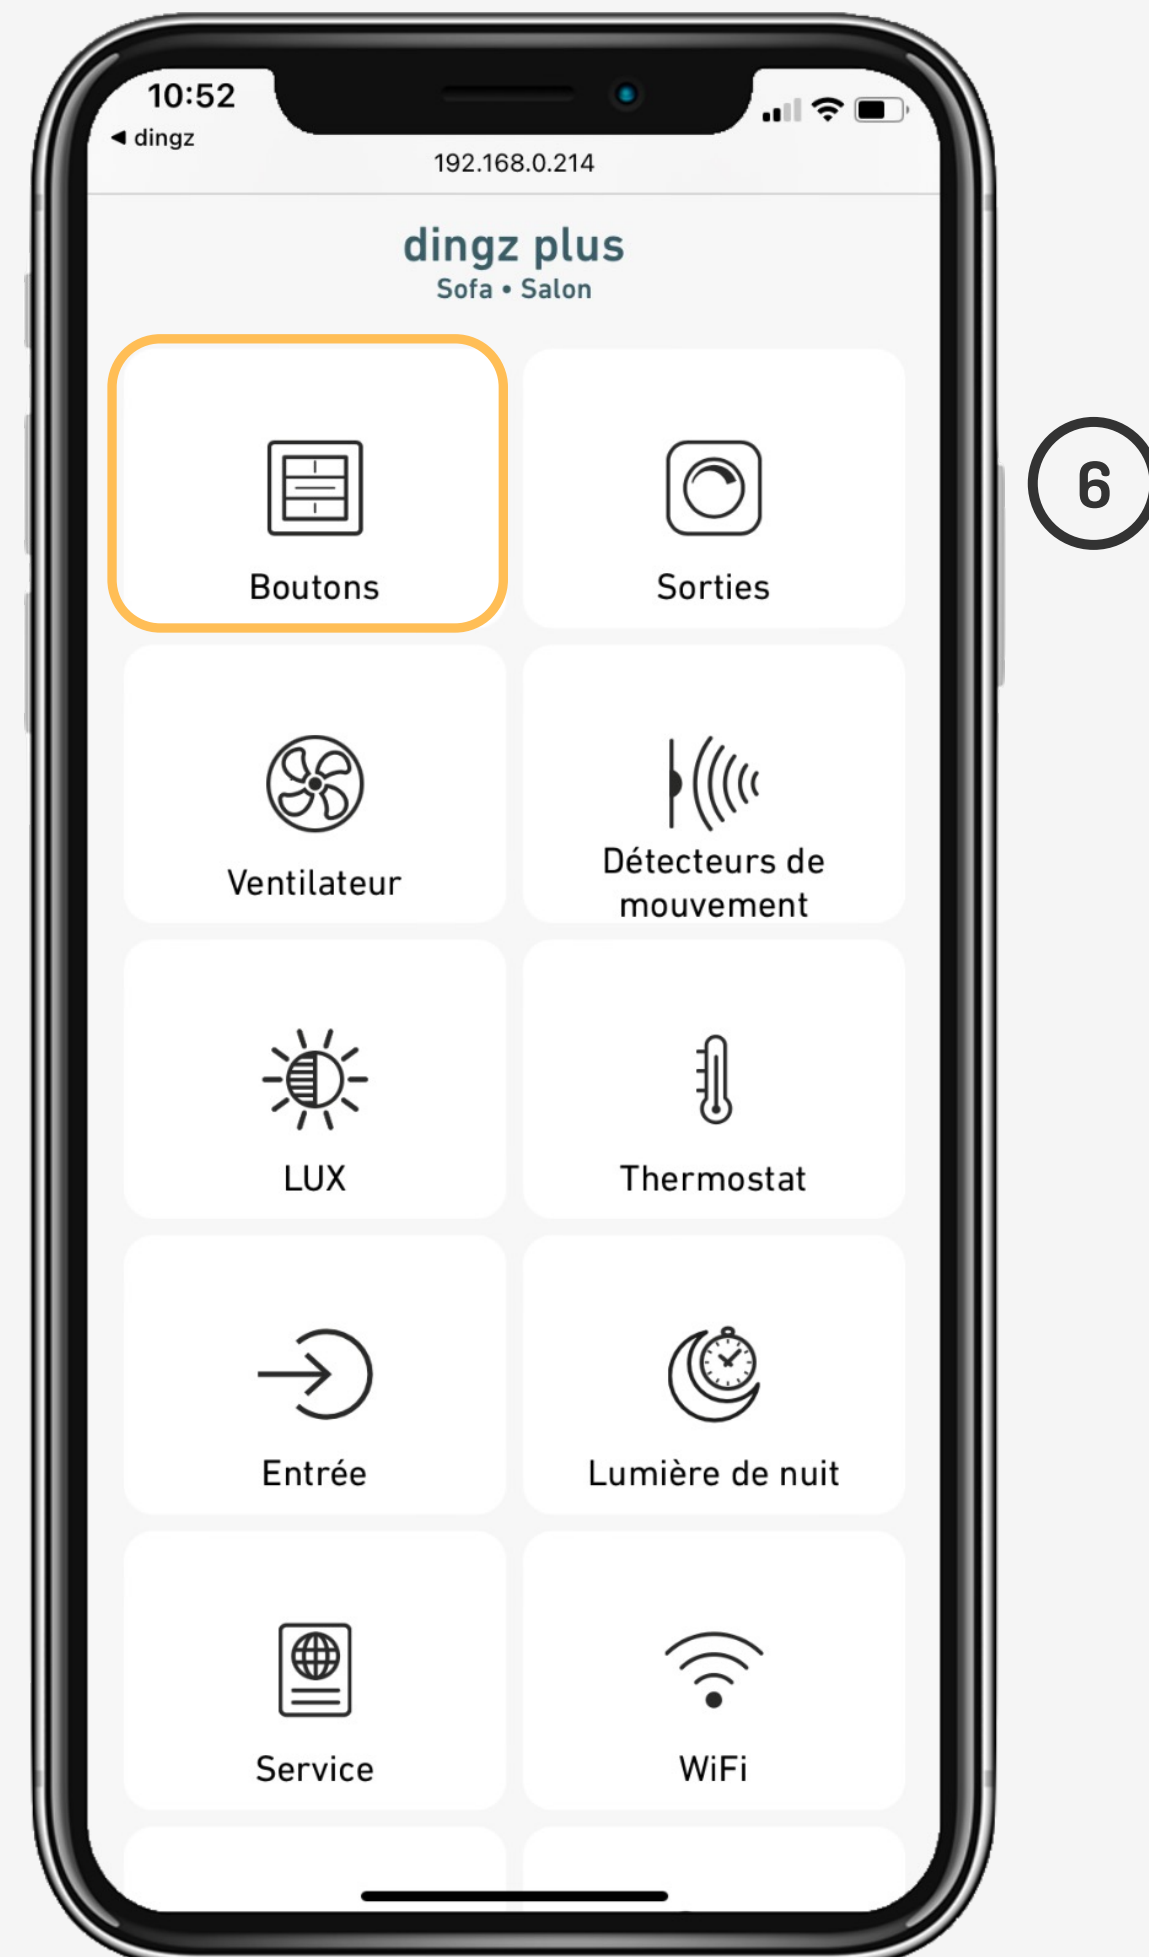 10:52
◀ dingz
192.168.0.214
dingz plus
Sofa • Salon
Boutons
Sorties
6
Ventilateur
Détecteurs de
mouvement
LUX
Thermostat
Entrée
Lumière de nuit
Service
WiFi